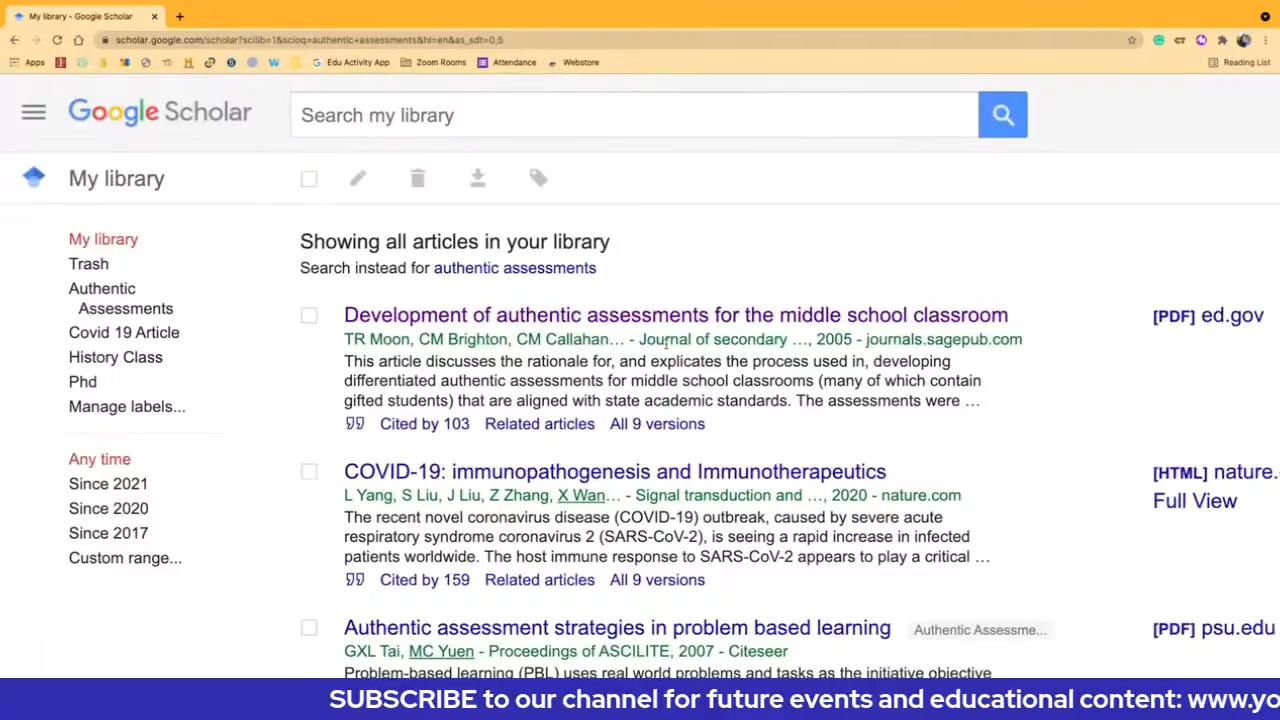 My library - Google Scholar
scholar.google.com/scholar?scilib=1&scioq=authentic+assessments&hl=en&as_sdt=0,5
Apps
Edu Activity App
Zoom Rooms
Attendance
Webstore
Reading List
Google Scholar
Search my library
My library
My library
Trash
Authentic
Assessments
Covid 19 Article
History Class
Phd
Manage labels...
Any time
Since 2021
Since 2020
Since 2017
Custom range...
Showing all articles in your library
Search instead for authentic assessments
Development of authentic assessments for the middle school classroom
[PDF] ed.gov
TR Moon, CM Brighton, CM Callahan… - Journal of secondary …, 2005 - journals.sagepub.com
This article discusses the rationale for, and explicates the process used in, developing
differentiated authentic assessments for middle school classrooms (many of which contain
gifted students) that are aligned with state academic standards. The assessments were …
Cited by 103 Related articles All 9 versions
COVID-19: immunopathogenesis and Immunotherapeutics
[HTML] nature.
Full View
L Yang, S Liu, J Liu, Z Zhang, X Wan… - Signal transduction and …, 2020 - nature.com
The recent novel coronavirus disease (COVID-19) outbreak, caused by severe acute
respiratory syndrome coronavirus 2 (SARS-CoV-2), is seeing a rapid increase in infected
patients worldwide. The host immune response to SARS-CoV-2 appears to play a critical …
Cited by 159 Related articles All 9 versions
Authentic assessment strategies in problem based learning
Authentic Assessme...
[PDF] psu.edu
GXL Tai, MC Yuen - Proceedings of ASCILITE, 2007 - Citeseer
Problem-based learning (PBL) uses real world problems and tasks as the initiative objective
SUBSCRIBE to our channel for future events and educational content: www.yo